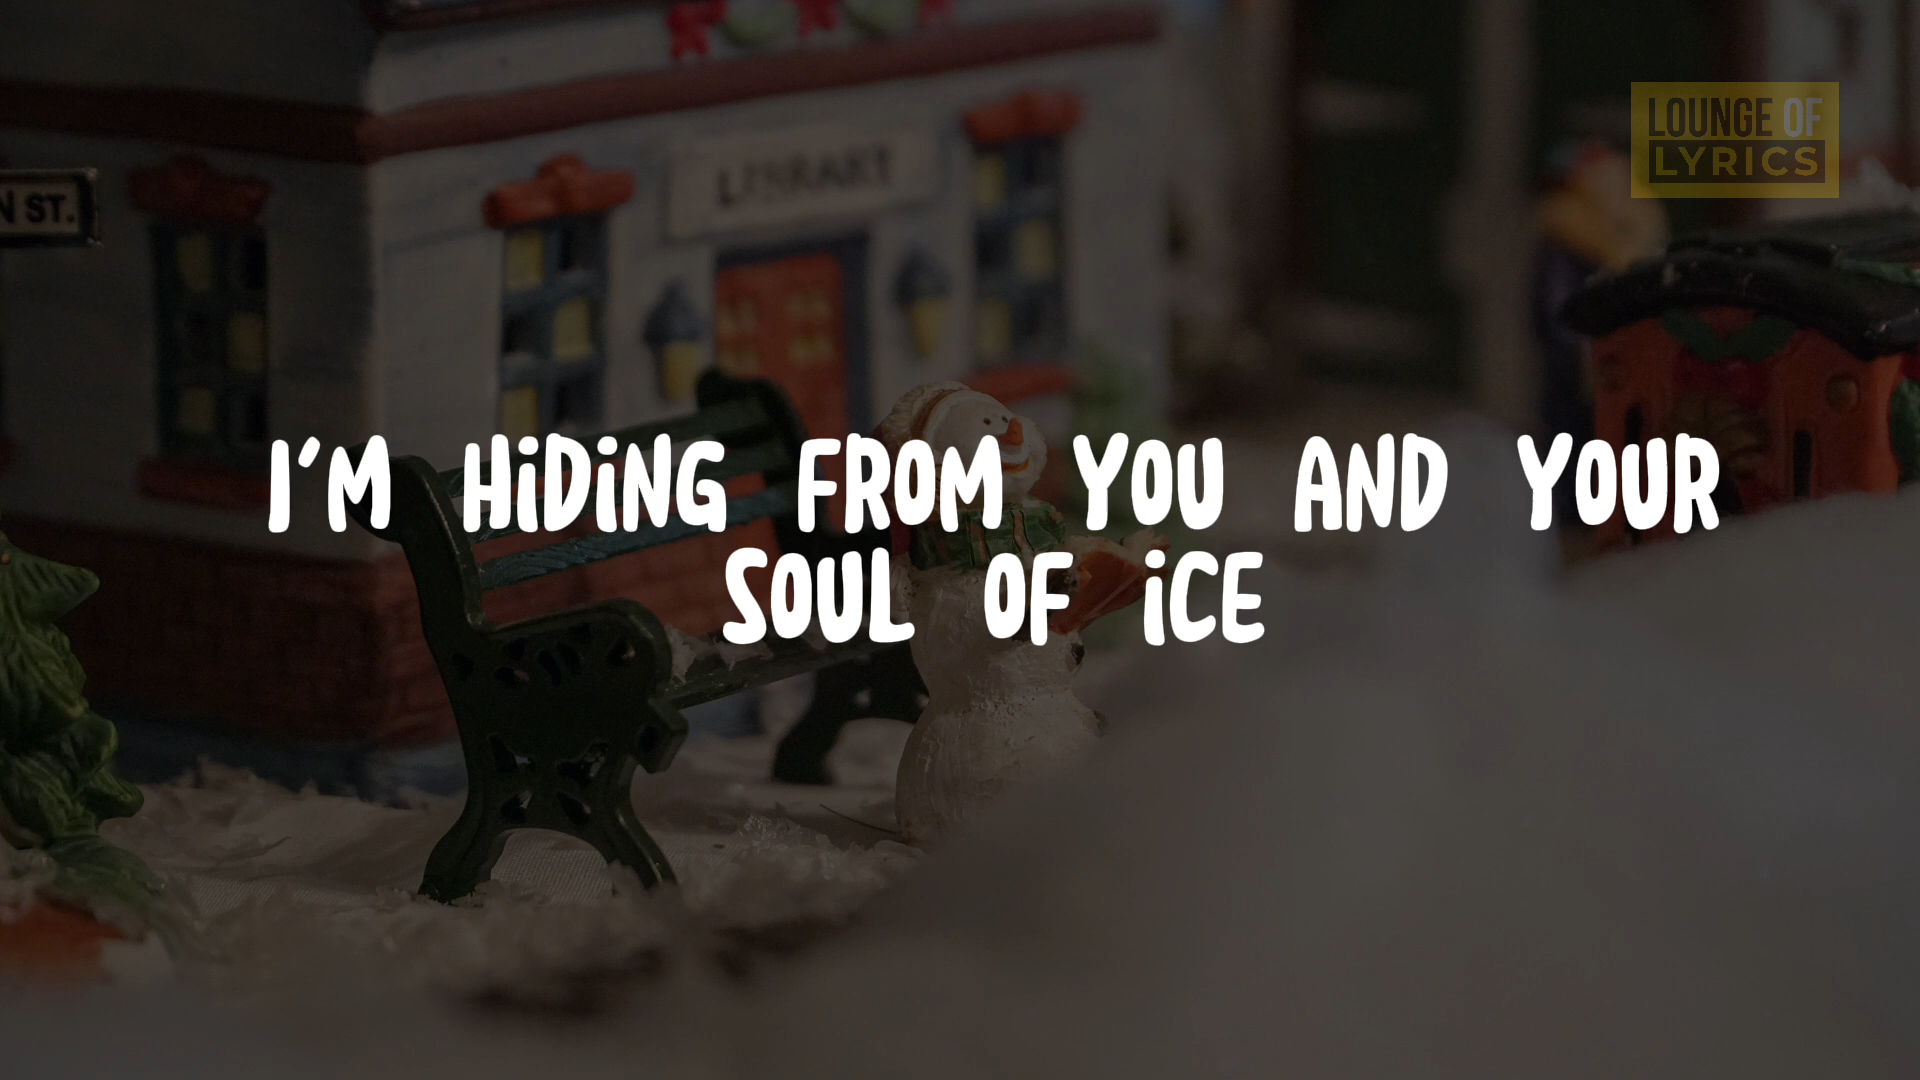 LOUNGE OF
LYRICS
LIBRARY
N ST.
I'M HiDiNG FROM YOU AND YOUR
SOUL OF iCE